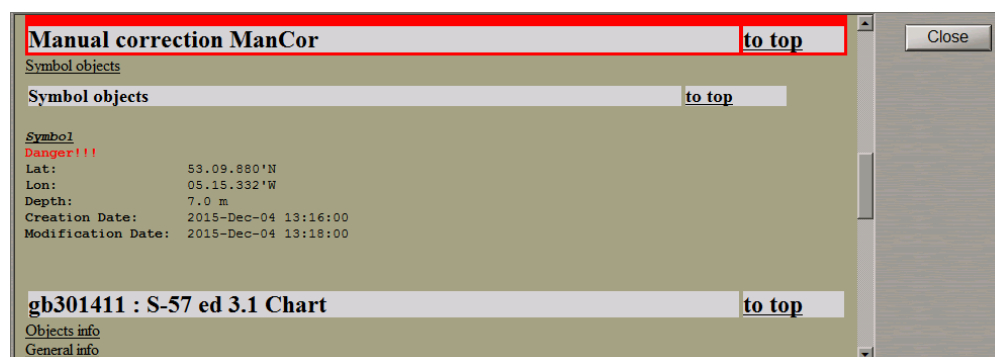 Manual correction ManCor to top
Close
Symbol objects
Symbol objects to top
Symbol
Danger!!!
Lat: 53.09.880'N
Lon: 05.15.332'W
Depth: 7.0 m
Creation Date: 2015-Dec-04 13:16:00
Modification Date: 2015-Dec-04 13:18:00
gb301411 : S-57 ed 3.1 Chart to top
Objects info
General info